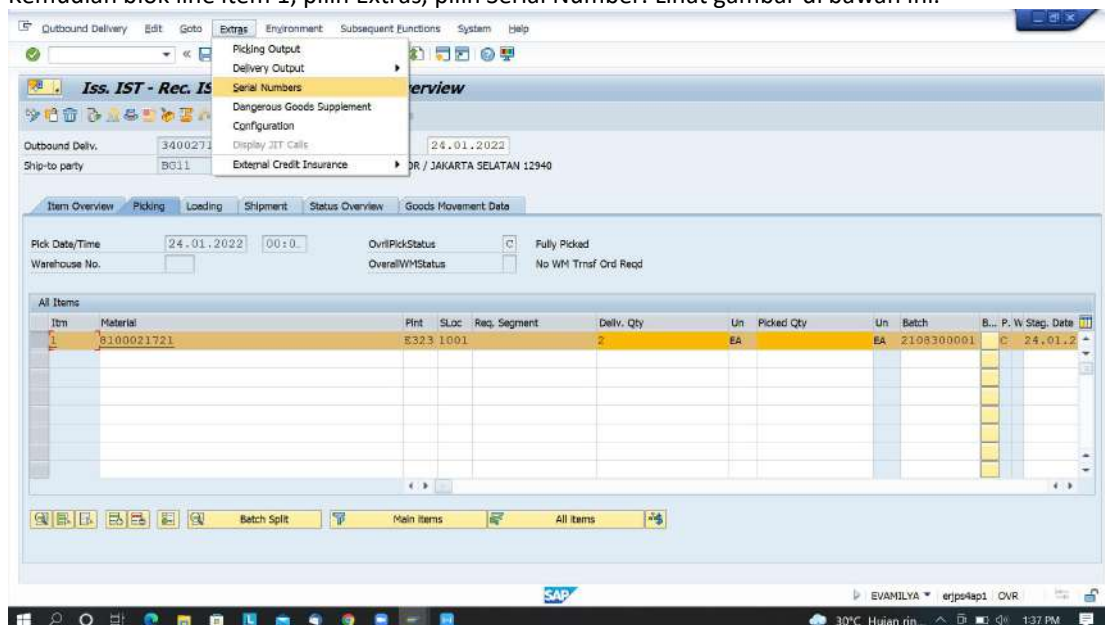 Kemudian blok line item 1, pilih Extras, pilih Serial Number. Lihat gambar di bawah ini:
Outbound Delivery Edit Goto Extras Environment Subsequent Functions System Help
Picking Output
Delivery Output
Iss. IST - Rec. IS
Serial Numbers
erview
Dangerous Goods Supplement
Configuration
Display JIT Calls
External Credit Insurance
Outbound Deliv. 3400271 24.01.2022
Ship-to party BG11 OR / JAKARTA SELATAN 12940
Item Overview Picking Loading Shipment Status Overview Goods Movement Data
Pick Date/Time 24.01.2022 00:0 OvrllPickStatus C Fully Picked
Warehouse No. OverallWMStatus No WM Trnsf Ord Reqd
All Items
Itm Material Plnt SLoc Req. Segment Deliv. Qty Un Picked Qty Un Batch B... P. W Stag. Date
1 8100021721 E323 1001 2 EA EA 2108300001 C 24.01.2
Batch Split Main items All items
SAP EVAMILYA erjps4ap1 OVR
30°C Hujan rin... 1:37 PM